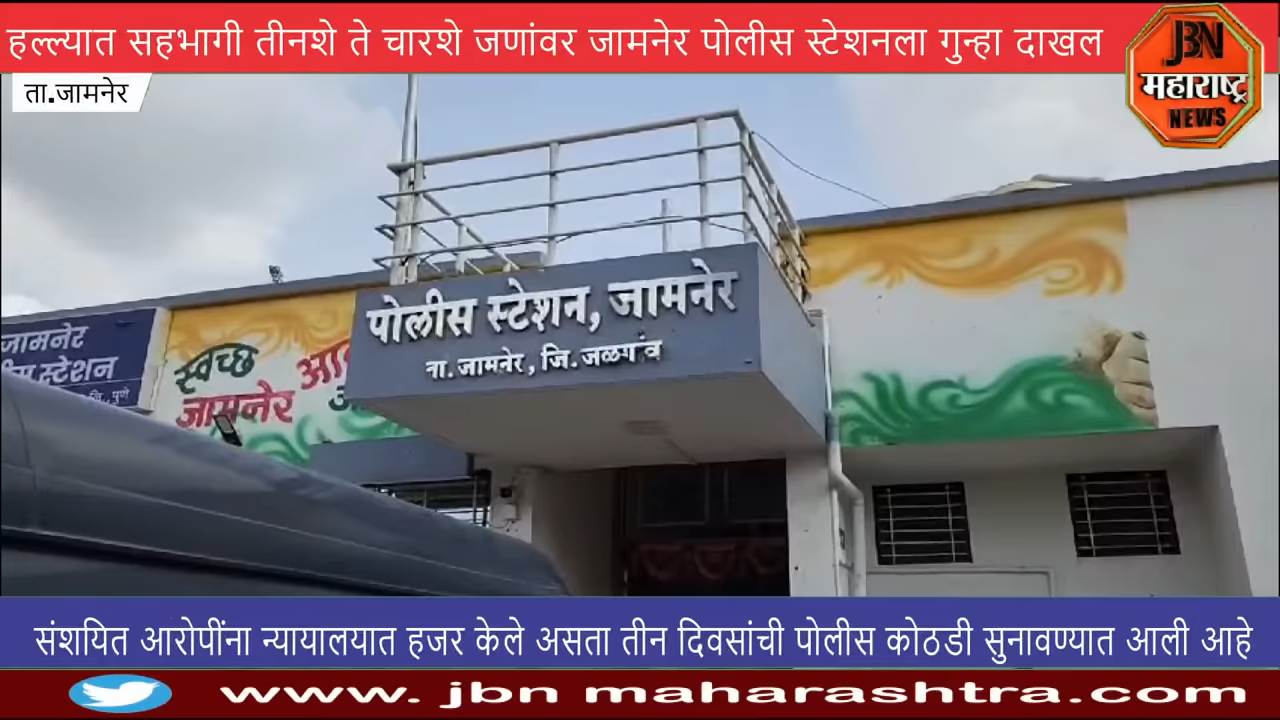 हल्ल्यात सहभागी तीनशे ते चारशे जणांवर जामनेर पोलीस स्टेशनला गुन्हा दाखल
JBN
महाराष्ट्र
NEWS
ता.जामनेर
पोलीस स्टेशन, जामनेर
ता.जामनेर, जि.जळगांव
जामनेर
स्टेशन
स्वच्छ
जामनेर
संशयित आरोपींना न्यायालयात हजर केले असता तीन दिवसांची पोलीस कोठडी सुनावण्यात आली आहे
www. jbn maharashtra.com